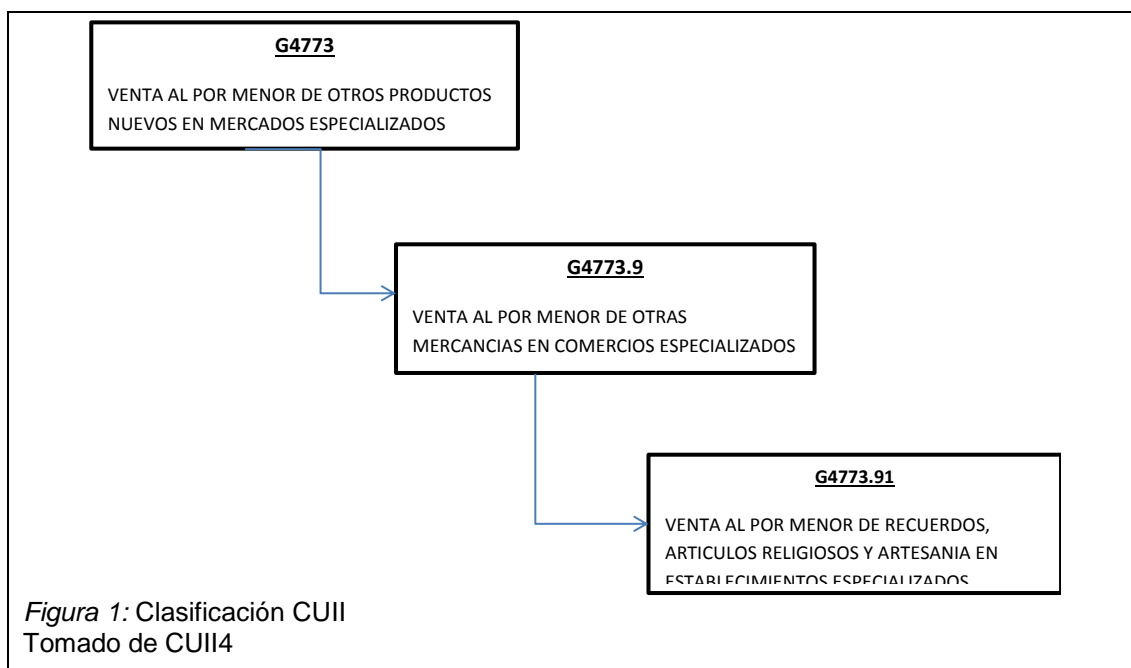 G4773
VENTA AL POR MENOR DE OTROS PRODUCTOS
NUEVOS EN MERCADOS ESPECIALIZADOS
G4773.9
VENTA AL POR MENOR DE OTRAS
MERCANCIAS EN COMERCIOS ESPECIALIZADOS
G4773.91
VENTA AL POR MENOR DE RECUERDOS,
ARTICULOS RELIGIOSOS Y ARTESANIA EN
ESTABLECIMIENTOS ESPECIALIZADOS
Figura 1: Clasificación CUII
Tomado de CUII4